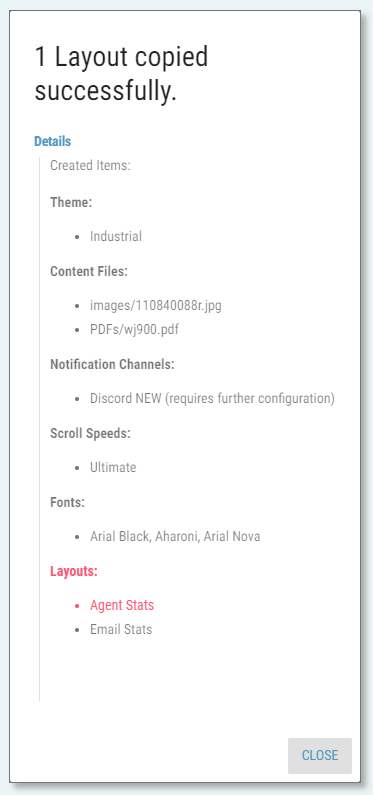 1 Layout copied
successfully.
Details
Created Items:
Theme:
Industrial
Content Files:
images/110840088r.jpg
PDFs/wj900.pdf
Notification Channels:
Discord NEW (requires further configuration)
Scroll Speeds:
Ultimate
Fonts:
Arial Black, Aharoni, Arial Nova
Layouts:
Agent Stats
Email Stats
CLOSE